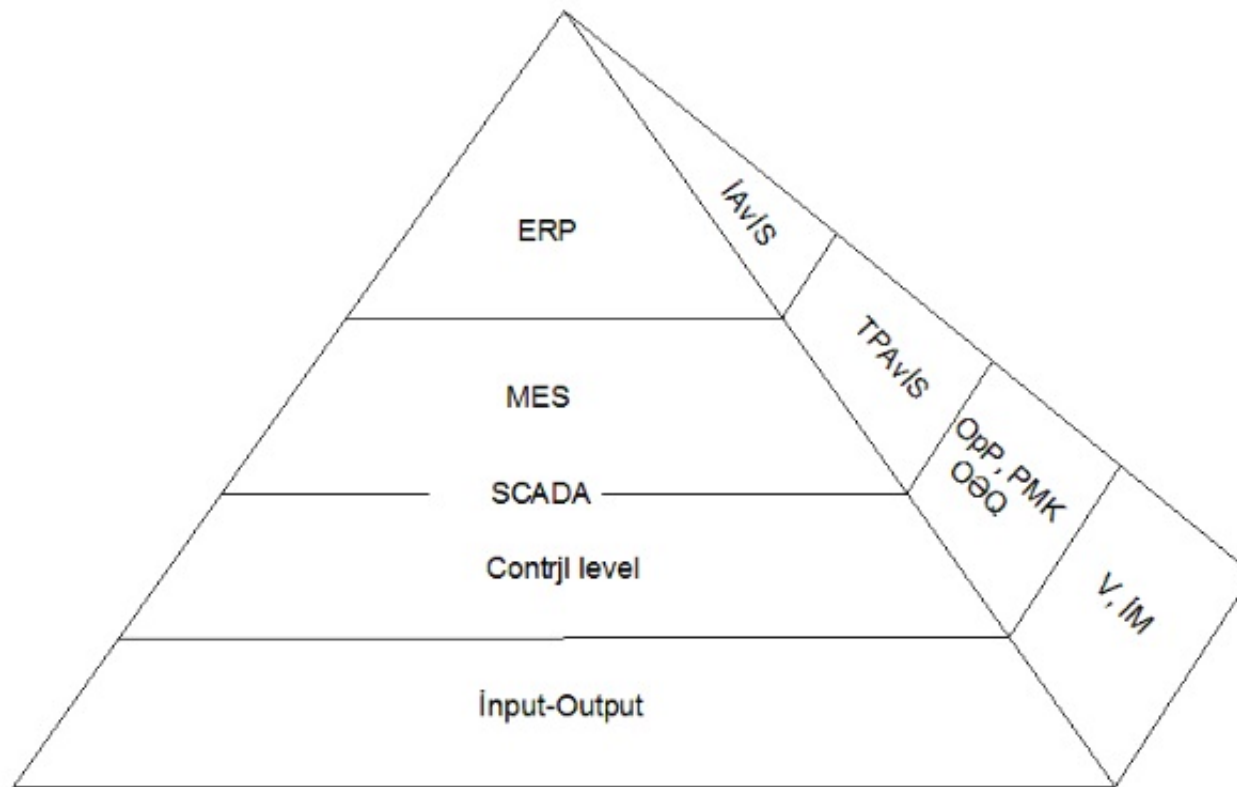 ERP
İAvİS
MES
TPAvİS
SCADA
OpP, PMK
OƏQ
Contrjl level
V, İM
İnput-Output